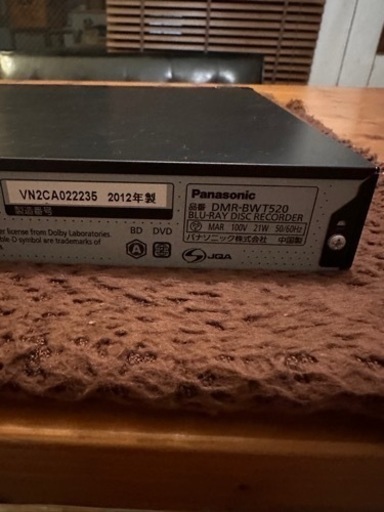 VN2CA022235 2012年製
製造番号
er license from Dolby Laboratories.
ble-D symbol are trademarks of
BD DVD
A
Panasonic
品番 DMR-BWT520
BLU-RAY DISC RECORDER
MAR 100V 21W 50/60Hz
パナソニック株式会社 中国製
JQA